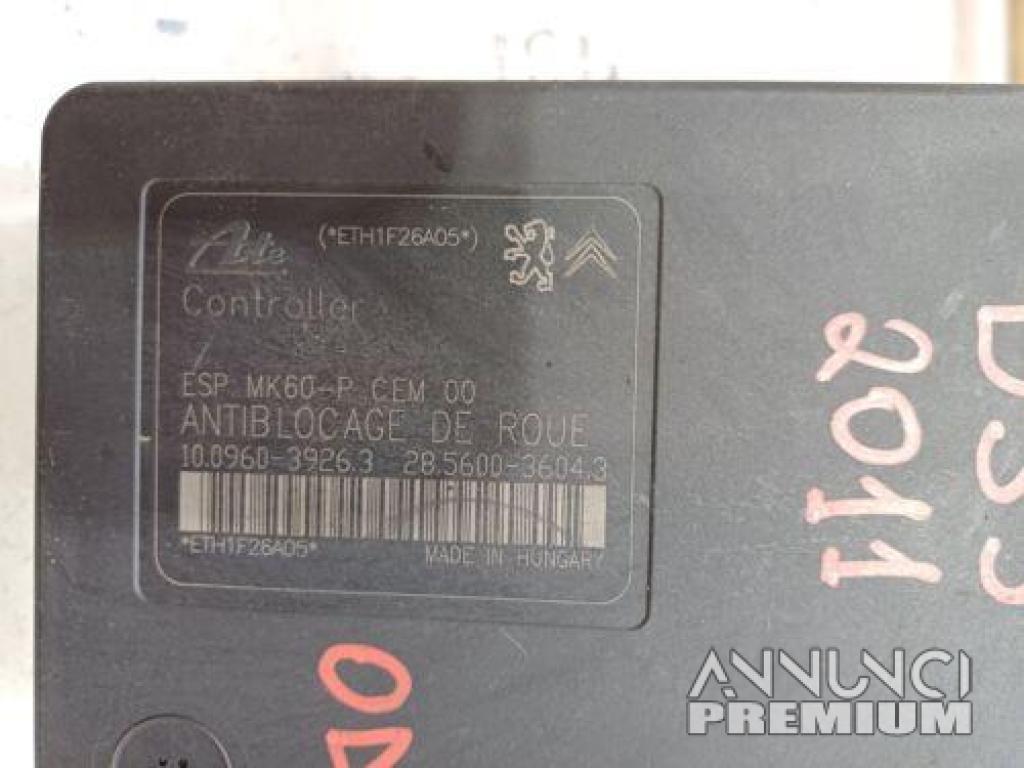 Ate (*ETH1F26A05*)
Controller
ESP MK60-P CEM 00
ANTIBLOCAGE DE ROUE
10.0960-3926.3 28.5600-3604.3
*ETH1F26A05* MADE IN HUNGARY
2011
ANNUNCI
PREMIUM